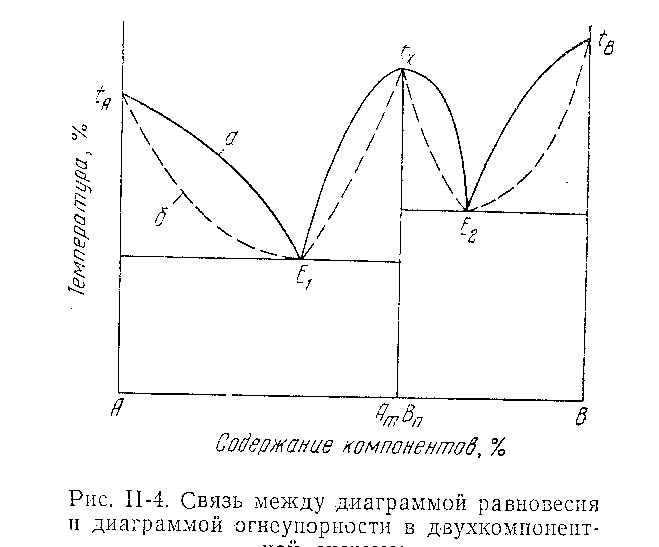 t_x
t_B
t_A
а
б
E_1
E_2
Температура, %
A
A_m B_n
B
Содержание компонентов, %
Рис. II-4. Связь между диаграммой равновесия
и диаграммой огнеупорности в двухкомпонент-